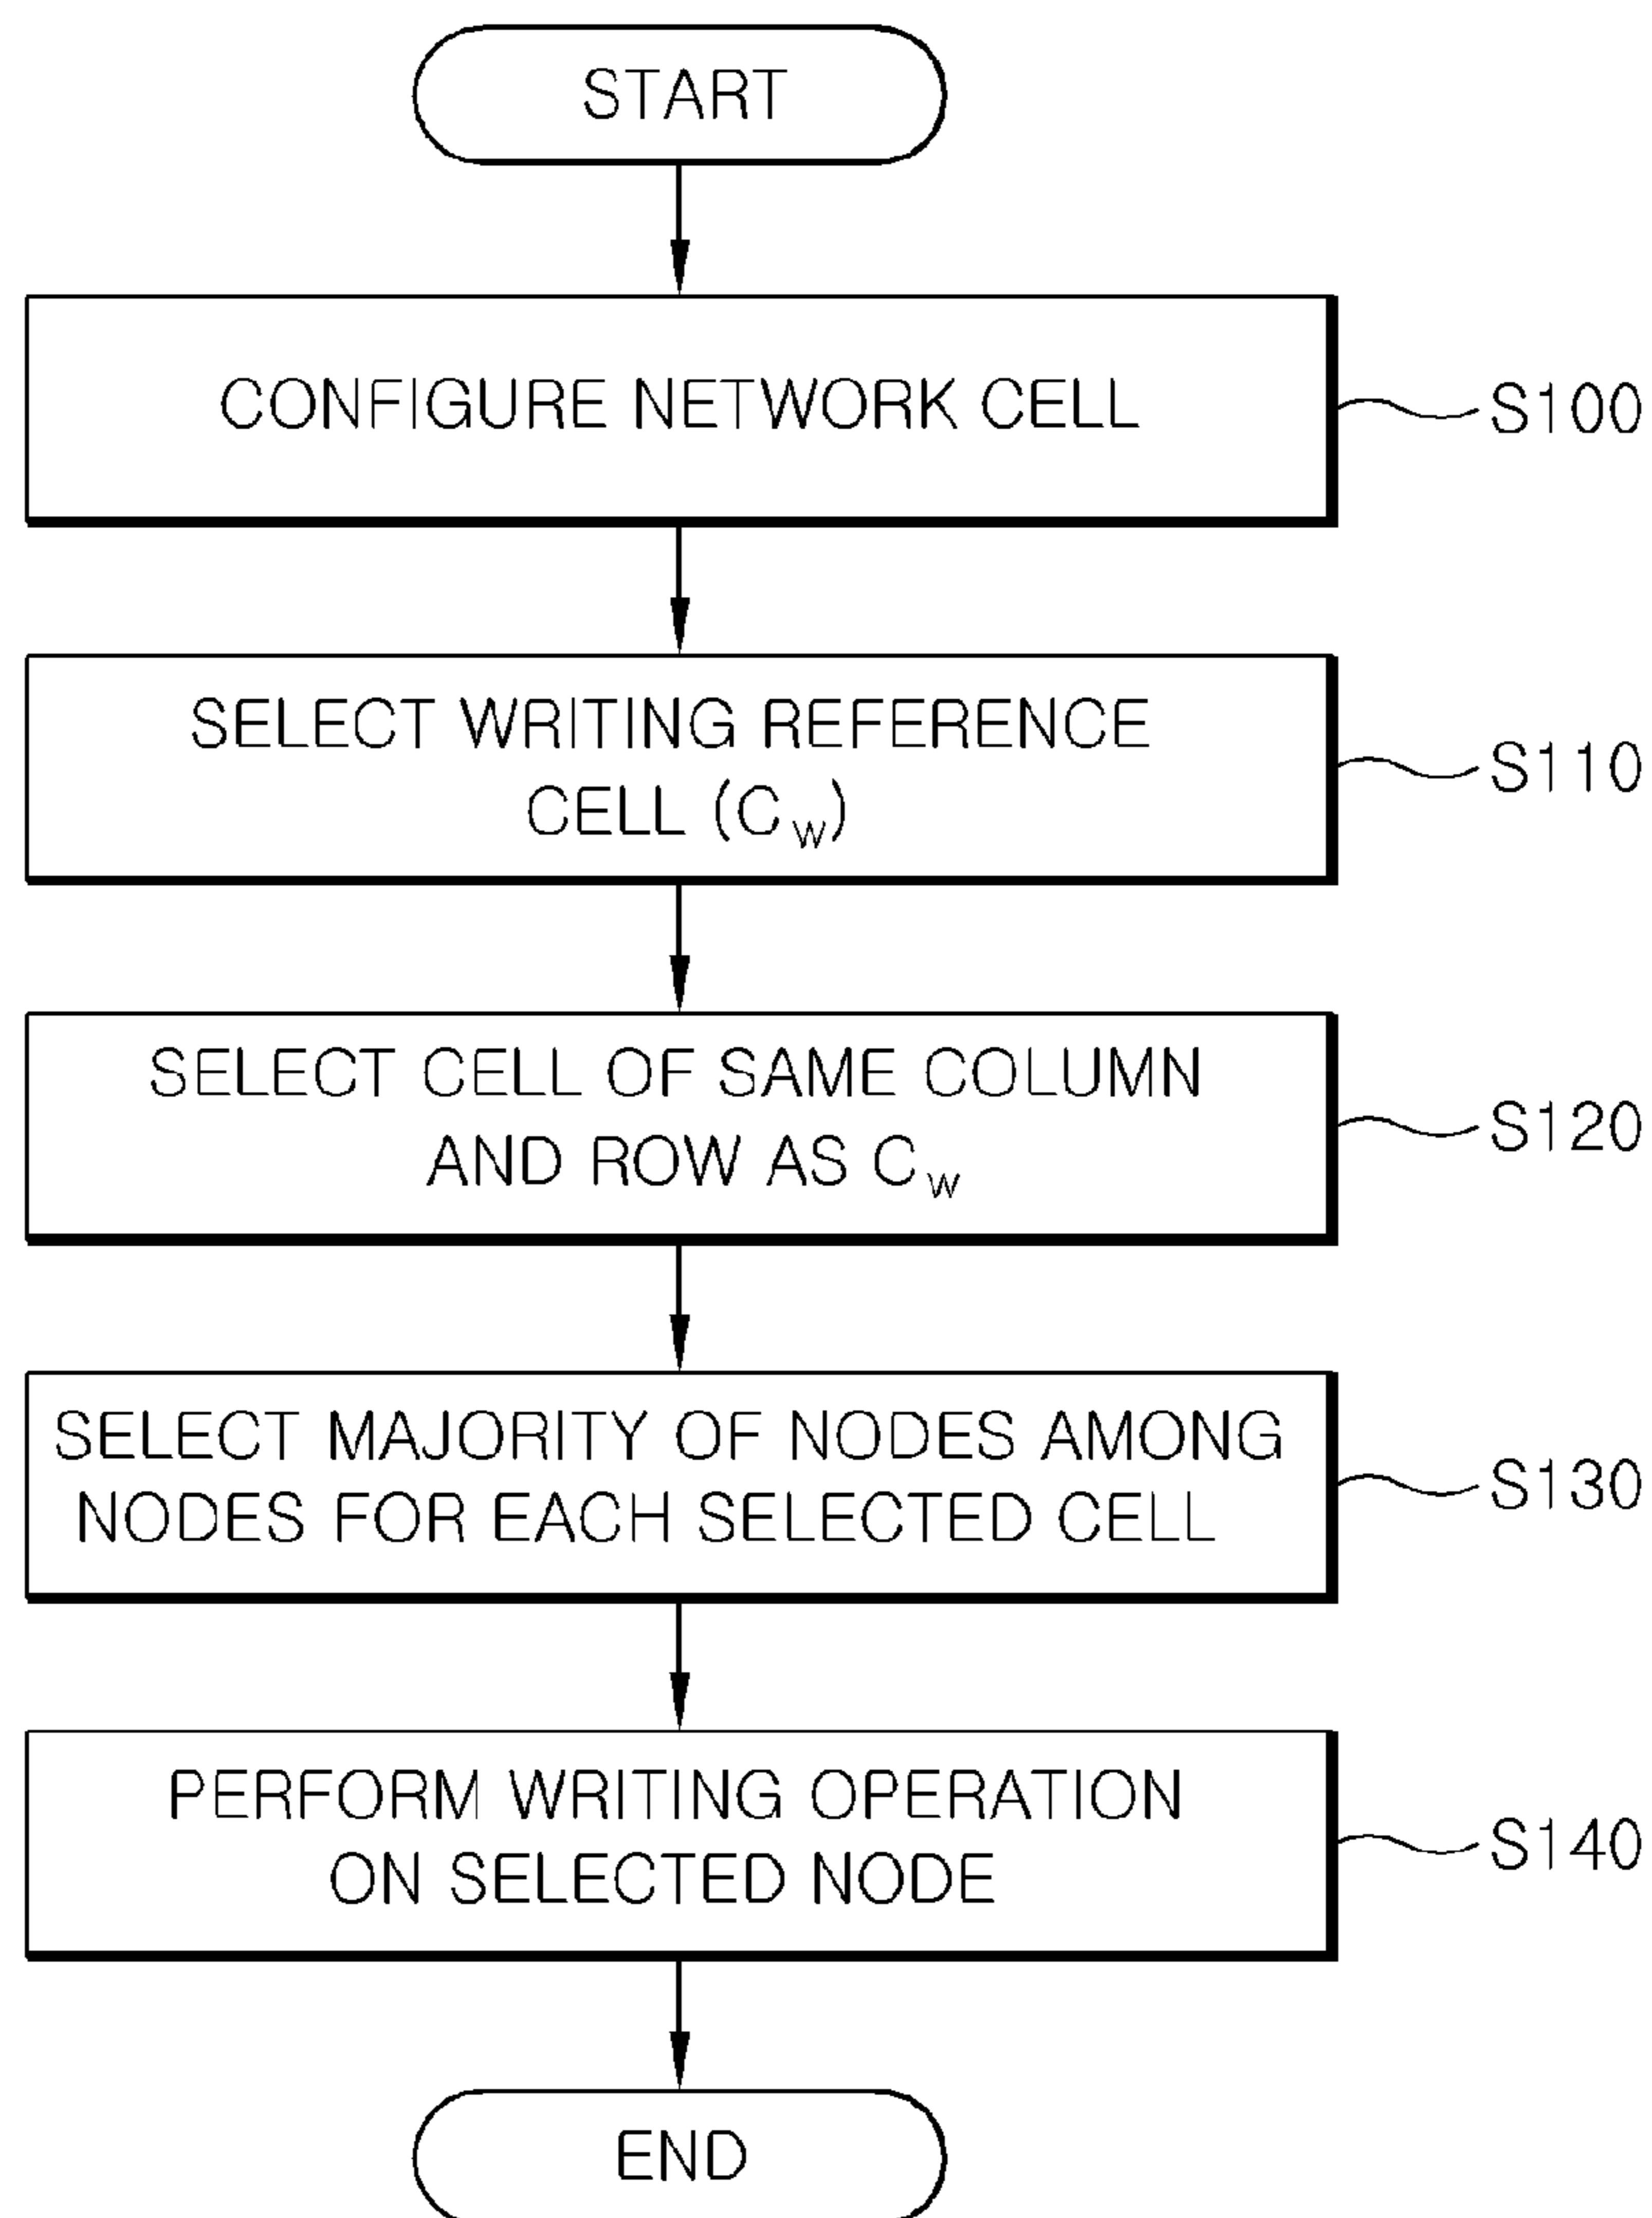 START
CONFIGURE NETWORK CELL
S100
SELECT WRITING REFERENCE
CELL (Cw)
S110
SELECT CELL OF SAME COLUMN
AND ROW AS Cw
S120
SELECT MAJORITY OF NODES AMONG
NODES FOR EACH SELECTED CELL
S130
PERFORM WRITING OPERATION
ON SELECTED NODE
S140
END